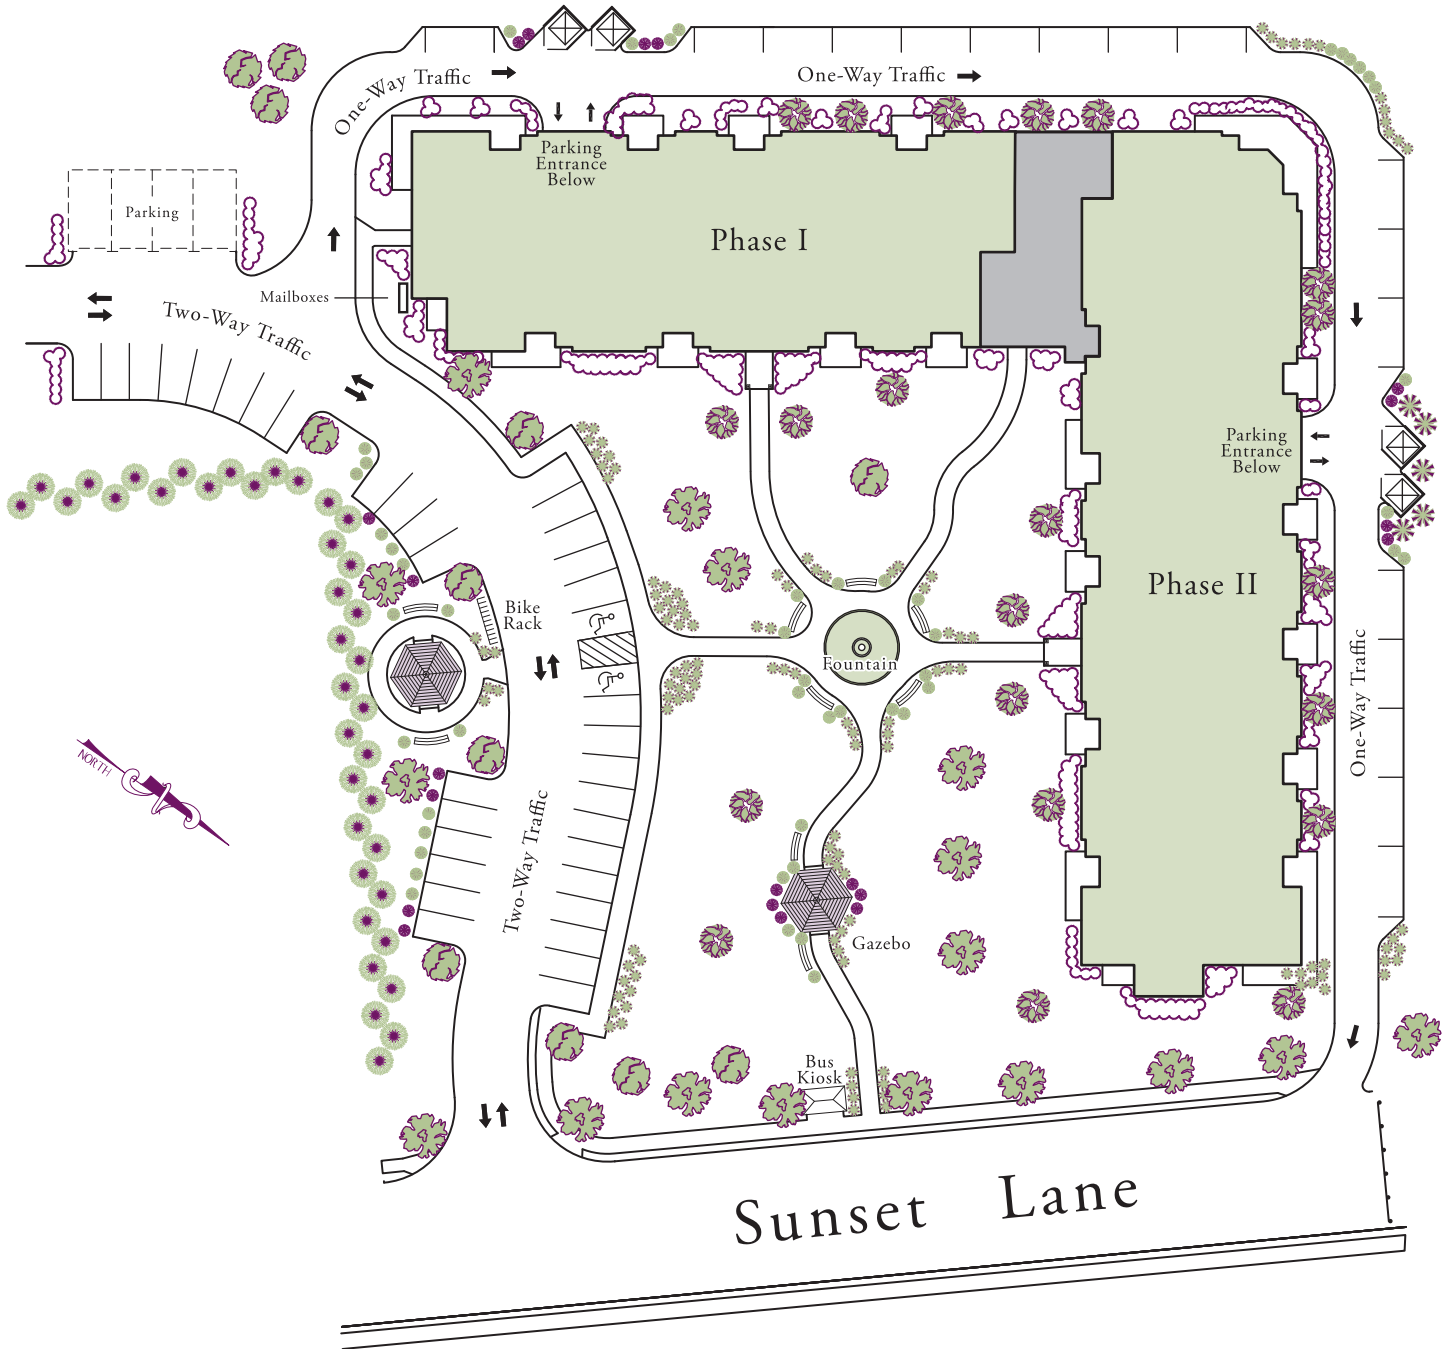 One-Way Traffic
One-Way Traffic
Parking
Entrance
Below
Parking
Phase I
Mailboxes
Two-Way Traffic
Parking
Entrance
Below
Phase II
Bike
Rack
Fountain
One-Way Traffic
NORTH
Two-Way Traffic
Gazebo
Bus
Kiosk
Sunset Lane